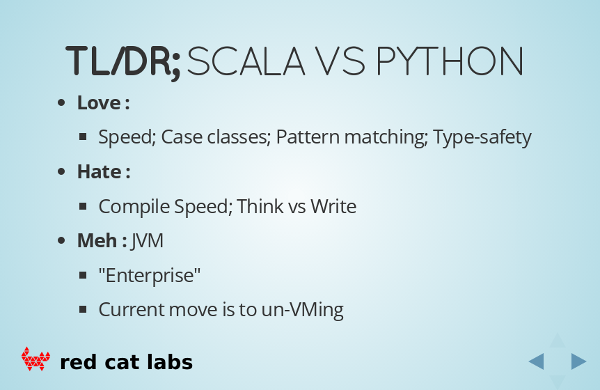 TL/DR; SCALA VS PYTHON
• Love :
▪ Speed; Case classes; Pattern matching; Type-safety
• Hate :
▪ Compile Speed; Think vs Write
• Meh : JVM
▪ "Enterprise"
▪ Current move is to un-VMing
red cat labs